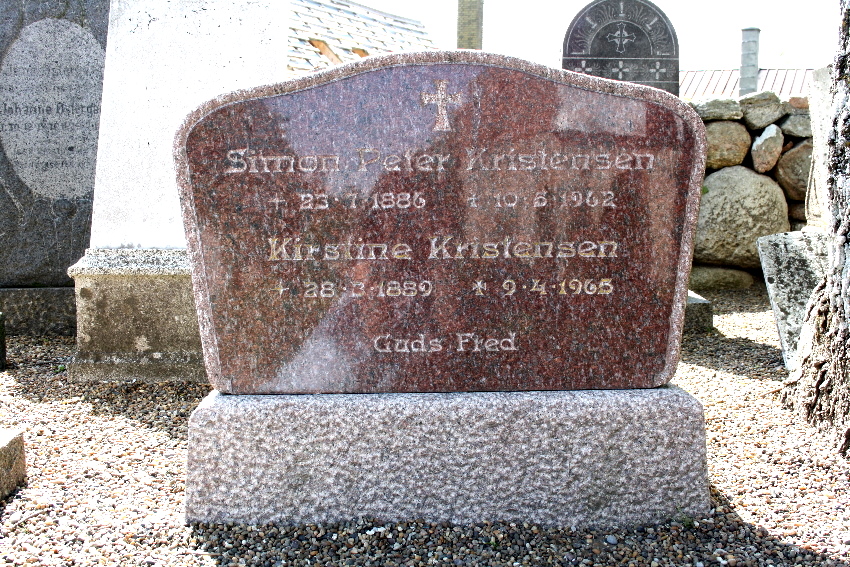 Simon Peter Kristensen
+ 23·7·1886 ✝ 10·6·1962
Kirstine Kristensen
+ 28·3·1889 ✝ 9·4·1965
Guds Fred
Johanne